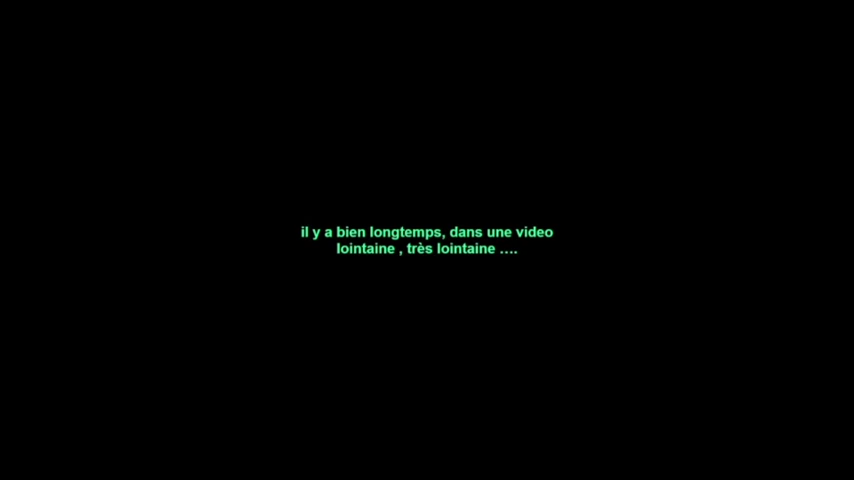 il y a bien longtemps, dans une video
lointaine , très lointaine ….